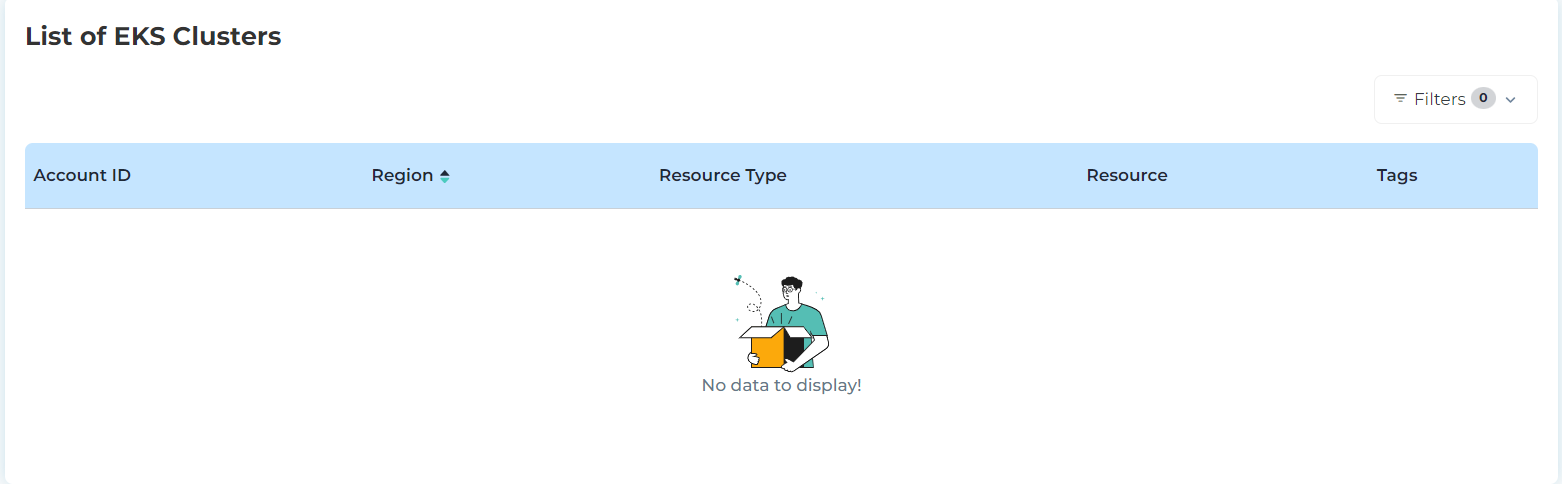 List of EKS Clusters
Filters 0
Account ID Region Resource Type Resource Tags
No data to display!